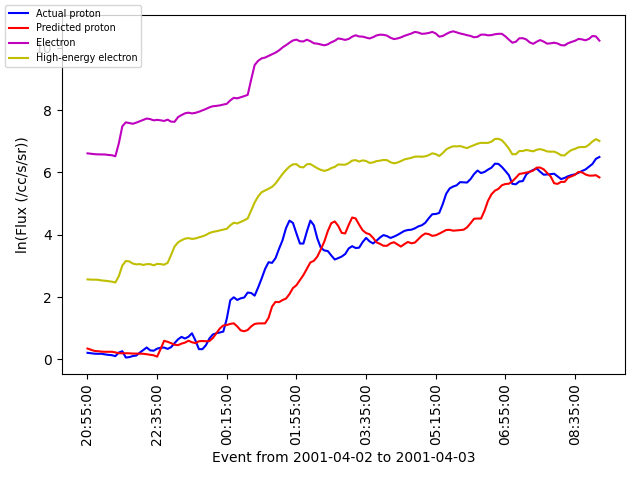 Actual proton
Predicted proton
Electron
High-energy electron
10
8
6
4
2
0
ln(Flux (/cc/s/sr))
20:55:00
22:35:00
00:15:00
01:55:00
03:35:00
05:15:00
06:55:00
08:35:00
Event from 2001-04-02 to 2001-04-03